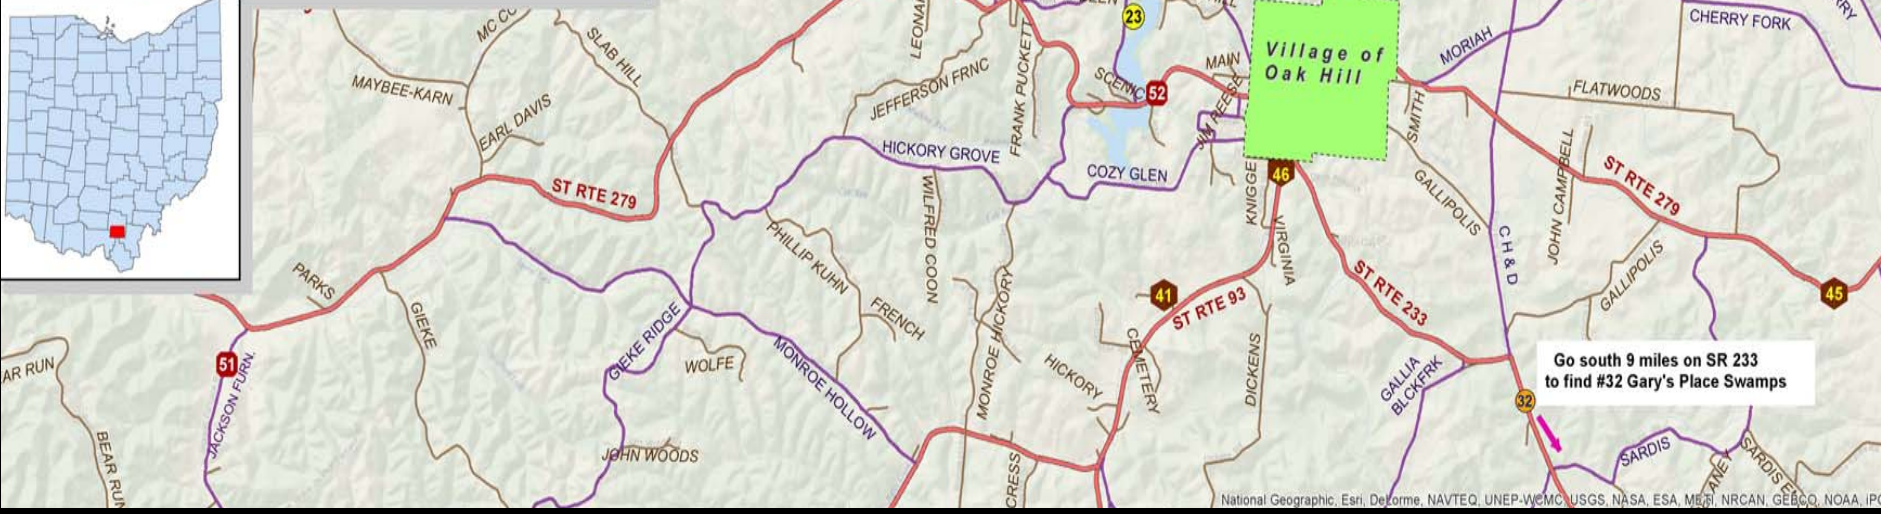 MC CO
SLAB HILL
MAYBEE-KARN
EARL DAVIS
LEONA
JEFFERSON FRNC
FRANK PUCKETT
23
SCENIC
52
MAIN
JIM REESE
Village of
Oak Hill
MORIAH
CHERRY FORK
RRY
FLATWOODS
SMITH
HICKORY GROVE
COZY GLEN
ST RTE 279
WILFRED COON
46
KNIGGE
VIRGINIA
GALLIPOLIS
C H & D
JOHN CAMPBELL
ST RTE 279
GALLIPOLIS
45
PARKS
GIEKE
PHILLIP KUHN
FRENCH
MONROE HICKORY
41
ST RTE 93
ST RTE 233
51
JACKSON FURN.
AR RUN
BEAR RUN
GIEKE RIDGE
WOLFE
MONROE HOLLOW
JOHN WOODS
HICKORY
CEMETERY
DICKENS
CRESS
GALLIA
BLCKFRK
Go south 9 miles on SR 233
to find #32 Gary's Place Swamps
32
SARDIS
SARDIS E
ANEY
National Geographic, Esri, DeLorme, NAVTEQ, UNEP-WCMC, USGS, NASA, ESA, METI, NRCAN, GEBCO, NOAA, iPC